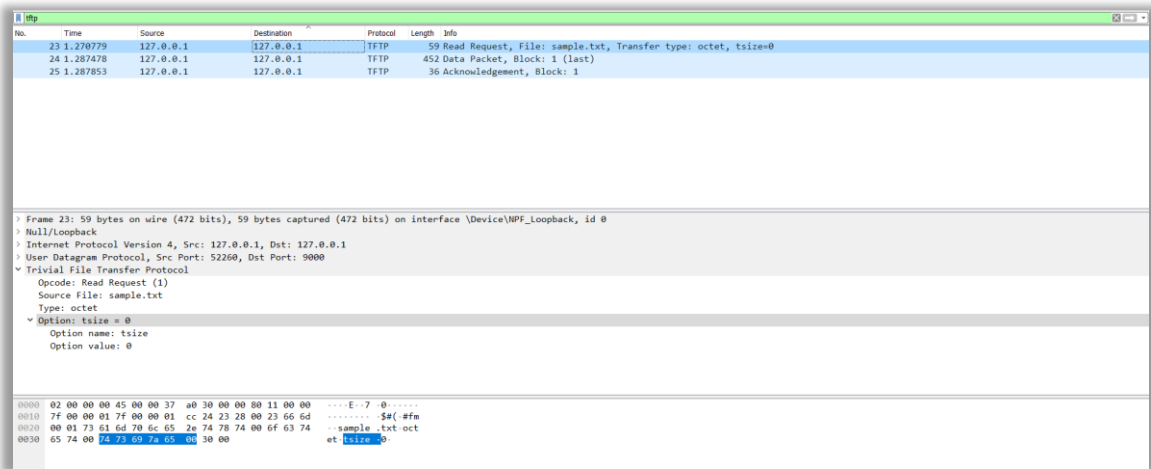 tftp
No. Time Source Destination Protocol Length Info
23 1.270779 127.0.0.1 127.0.0.1 TFTP 59 Read Request, File: sample.txt, Transfer type: octet, tsize=0
24 1.287478 127.0.0.1 127.0.0.1 TFTP 452 Data Packet, Block: 1 (last)
25 1.287853 127.0.0.1 127.0.0.1 TFTP 36 Acknowledgement, Block: 1
> Frame 23: 59 bytes on wire (472 bits), 59 bytes captured (472 bits) on interface \Device\NPF_Loopback, id 0
> Null/Loopback
> Internet Protocol Version 4, Src: 127.0.0.1, Dst: 127.0.0.1
> User Datagram Protocol, Src Port: 52260, Dst Port: 9000
Trivial File Transfer Protocol
Opcode: Read Request (1)
Source File: sample.txt
Type: octet
Option: tsize = 0
Option name: tsize
Option value: 0
0000 02 00 00 00 45 00 00 37 a0 30 00 00 80 11 00 00 ····E··7 ·0······
0010 7f 00 00 01 7f 00 00 01 cc 24 23 28 00 23 66 6d ········ ·$#(·#fm
0020 00 01 73 61 6d 70 6c 65 2e 74 78 74 00 6f 63 74 ··sample .txt·oct
0030 65 74 00 74 73 69 7a 65 00 30 00 et·tsize ·0·